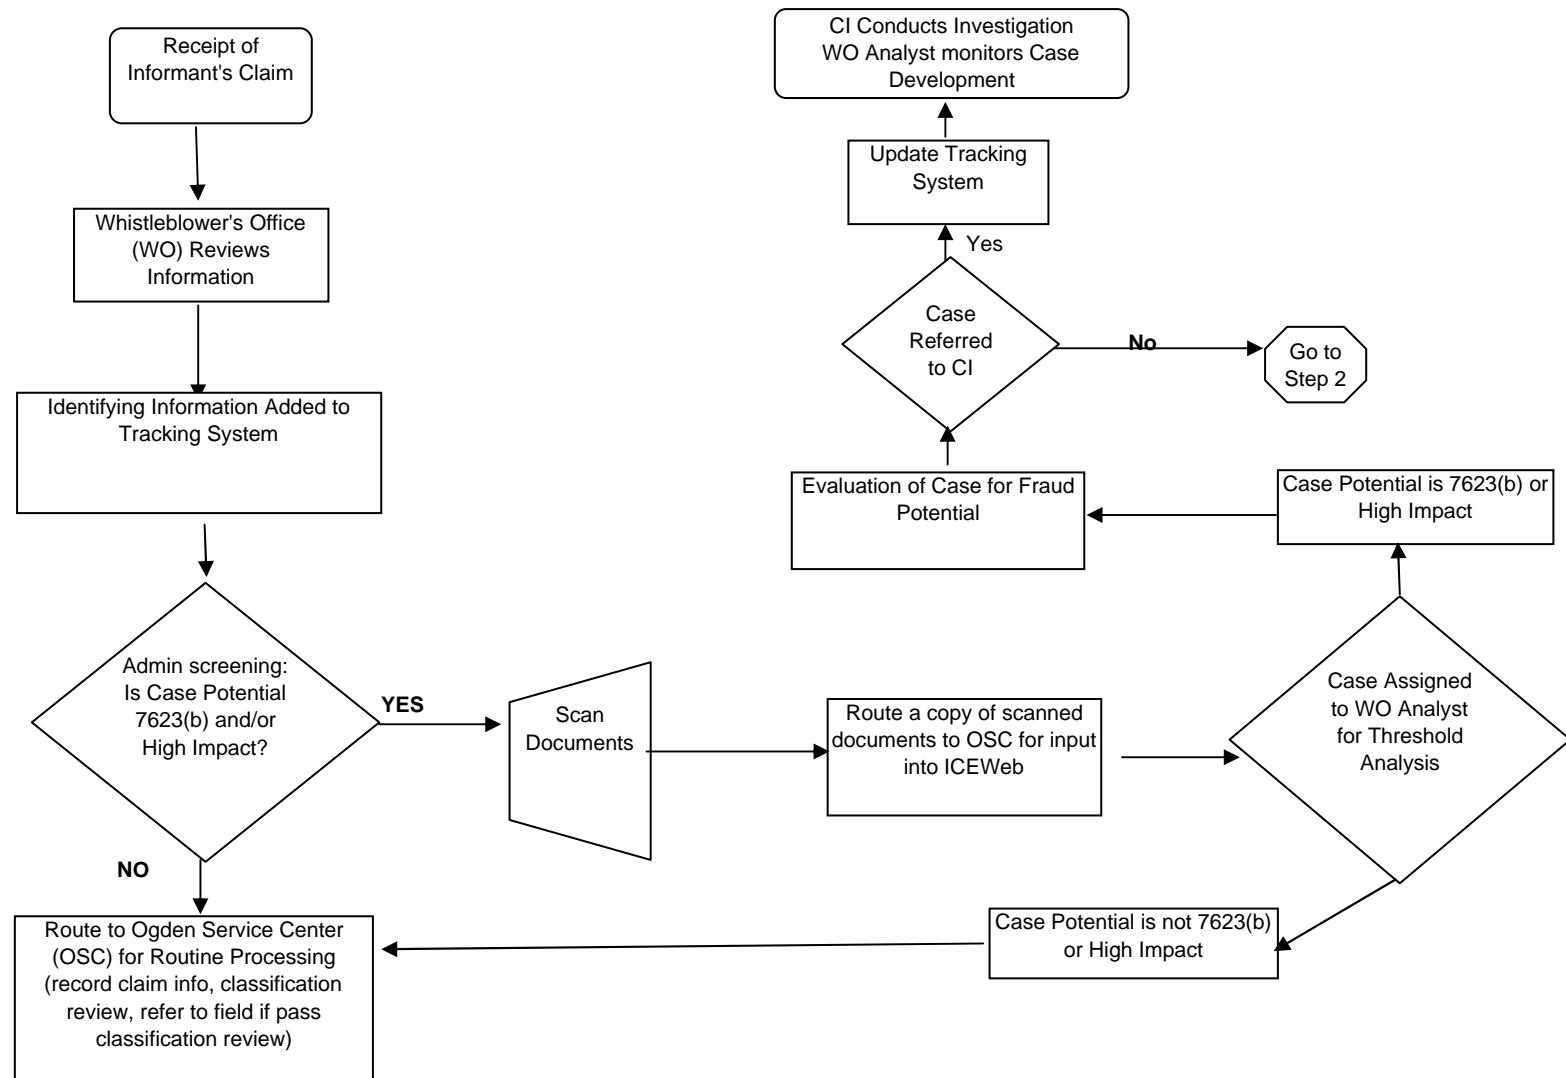 Receipt of
Informant's Claim
Whistleblower's Office
(WO) Reviews
Information
Identifying Information Added to
Tracking System
Admin screening:
Is Case Potential
7623(b) and/or
High Impact?
YES
NO
Scan
Documents
Route a copy of scanned
documents to OSC for input
into ICEWeb
Case Assigned
to WO Analyst
for Threshold
Analysis
Case Potential is 7623(b) or
High Impact
Evaluation of Case for Fraud
Potential
Case
Referred
to CI
Yes
No
Go to
Step 2
Update Tracking
System
CI Conducts Investigation
WO Analyst monitors Case
Development
Case Potential is not 7623(b)
or High Impact
Route to Ogden Service Center
(OSC) for Routine Processing
(record claim info, classification
review, refer to field if pass
classification review)